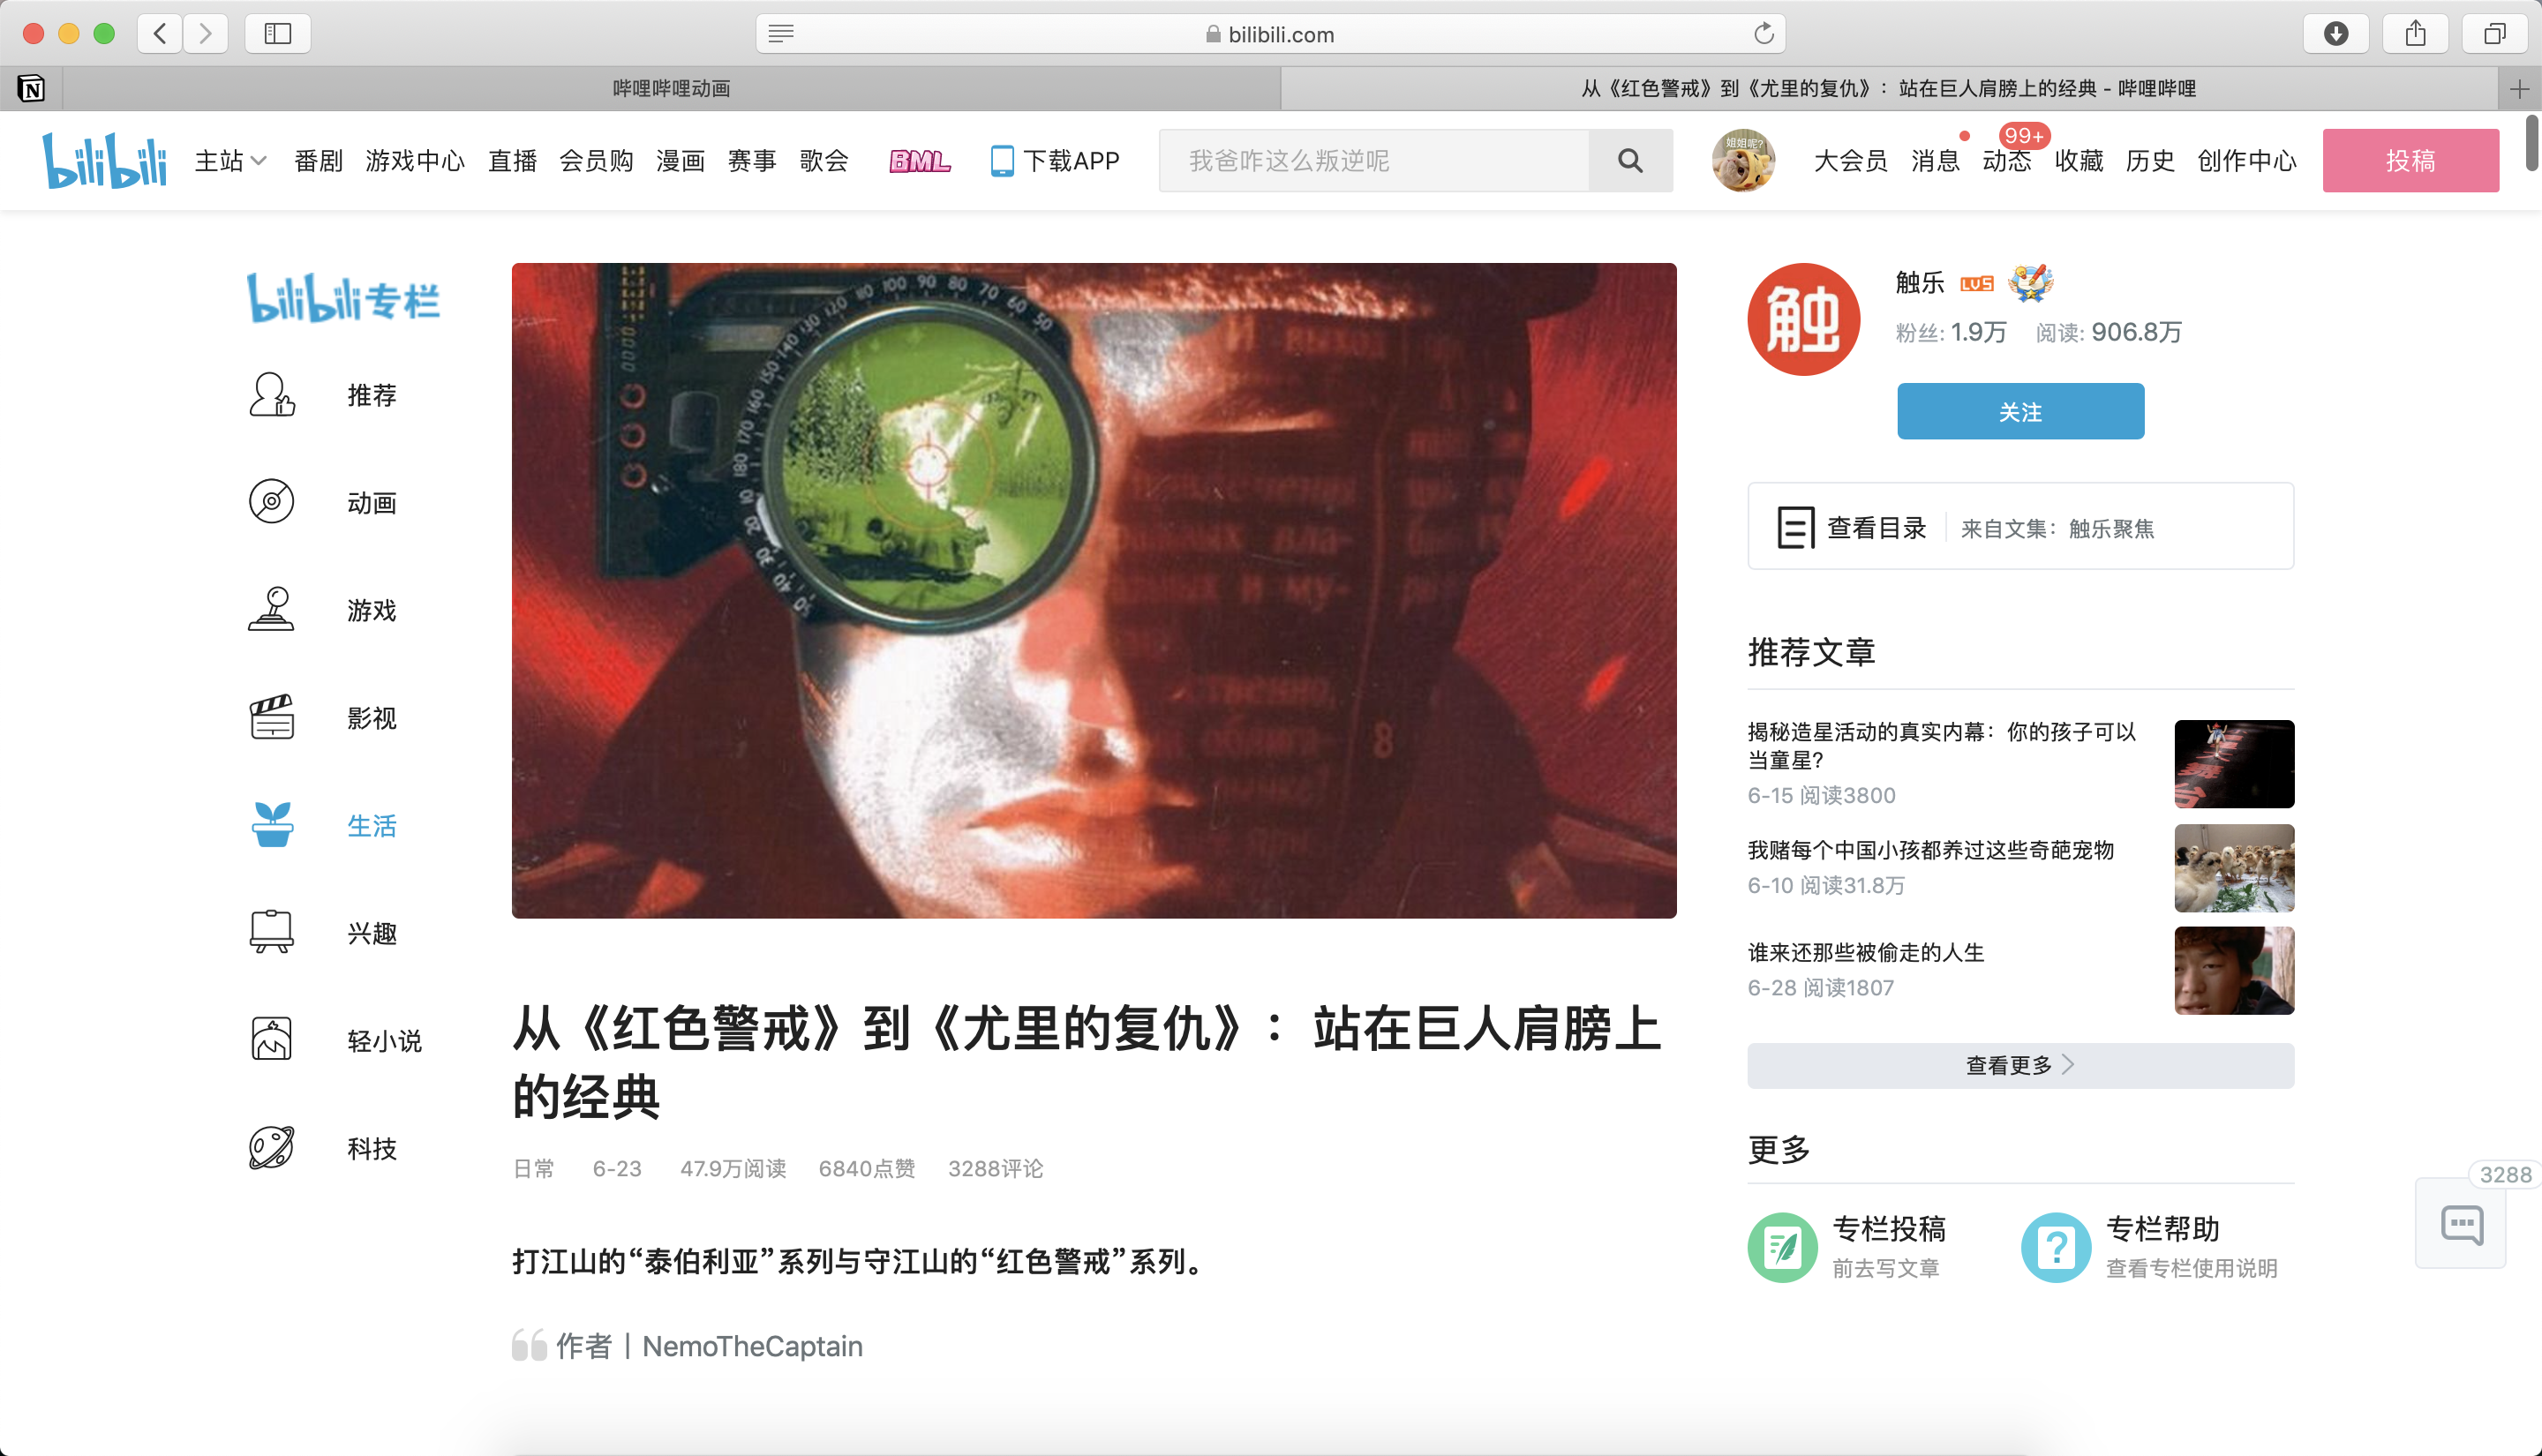 bilibili.com
哔哩哔哩动画
从《红色警戒》到《尤里的复仇》：站在巨人肩膀上的经典 - 哔哩哔哩
bilibili 主站 番剧 游戏中心 直播 会员购 漫画 赛事 歌会 BML 下载APP
我爸咋这么叛逆呢
姐姐呢?
大会员 消息 动态 99+ 收藏 历史 创作中心 投稿
bilibili专栏
推荐
动画
游戏
影视
生活
兴趣
轻小说
科技
从《红色警戒》到《尤里的复仇》：站在巨人肩膀上
的经典
日常 6-23 47.9万阅读 6840点赞 3288评论
打江山的“泰伯利亚”系列与守江山的“红色警戒”系列。
作者｜NemoTheCaptain
触
触乐 LV5
粉丝: 1.9万 阅读: 906.8万
关注
查看目录 来自文集：触乐聚焦
推荐文章
揭秘造星活动的真实内幕：你的孩子可以
当童星？
6-15 阅读3800
我赌每个中国小孩都养过这些奇葩宠物
6-10 阅读31.8万
谁来还那些被偷走的人生
6-28 阅读1807
查看更多
更多
专栏投稿
前去写文章
专栏帮助
查看专栏使用说明
3288